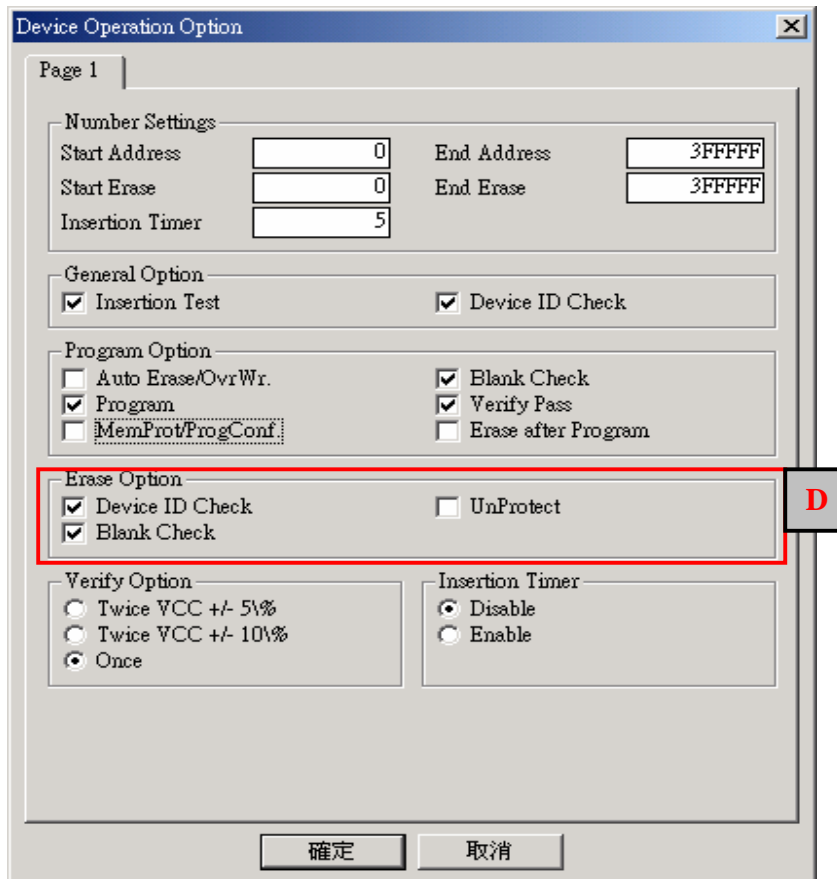 Device Operation Option
Page 1
Number Settings
Start Address 0 End Address 3FFFFF
Start Erase 0 End Erase 3FFFFF
Insertion Timer 5
General Option
Insertion Test Device ID Check
Program Option
Auto Erase/OvrWr. Blank Check
Program Verify Pass
MemProt/ProgConf. Erase after Program
Erase Option
Device ID Check UnProtect D
Blank Check
Verify Option Insertion Timer
Twice VCC +/- 5\% Disable
Twice VCC +/- 10\% Enable
Once
確定 取消